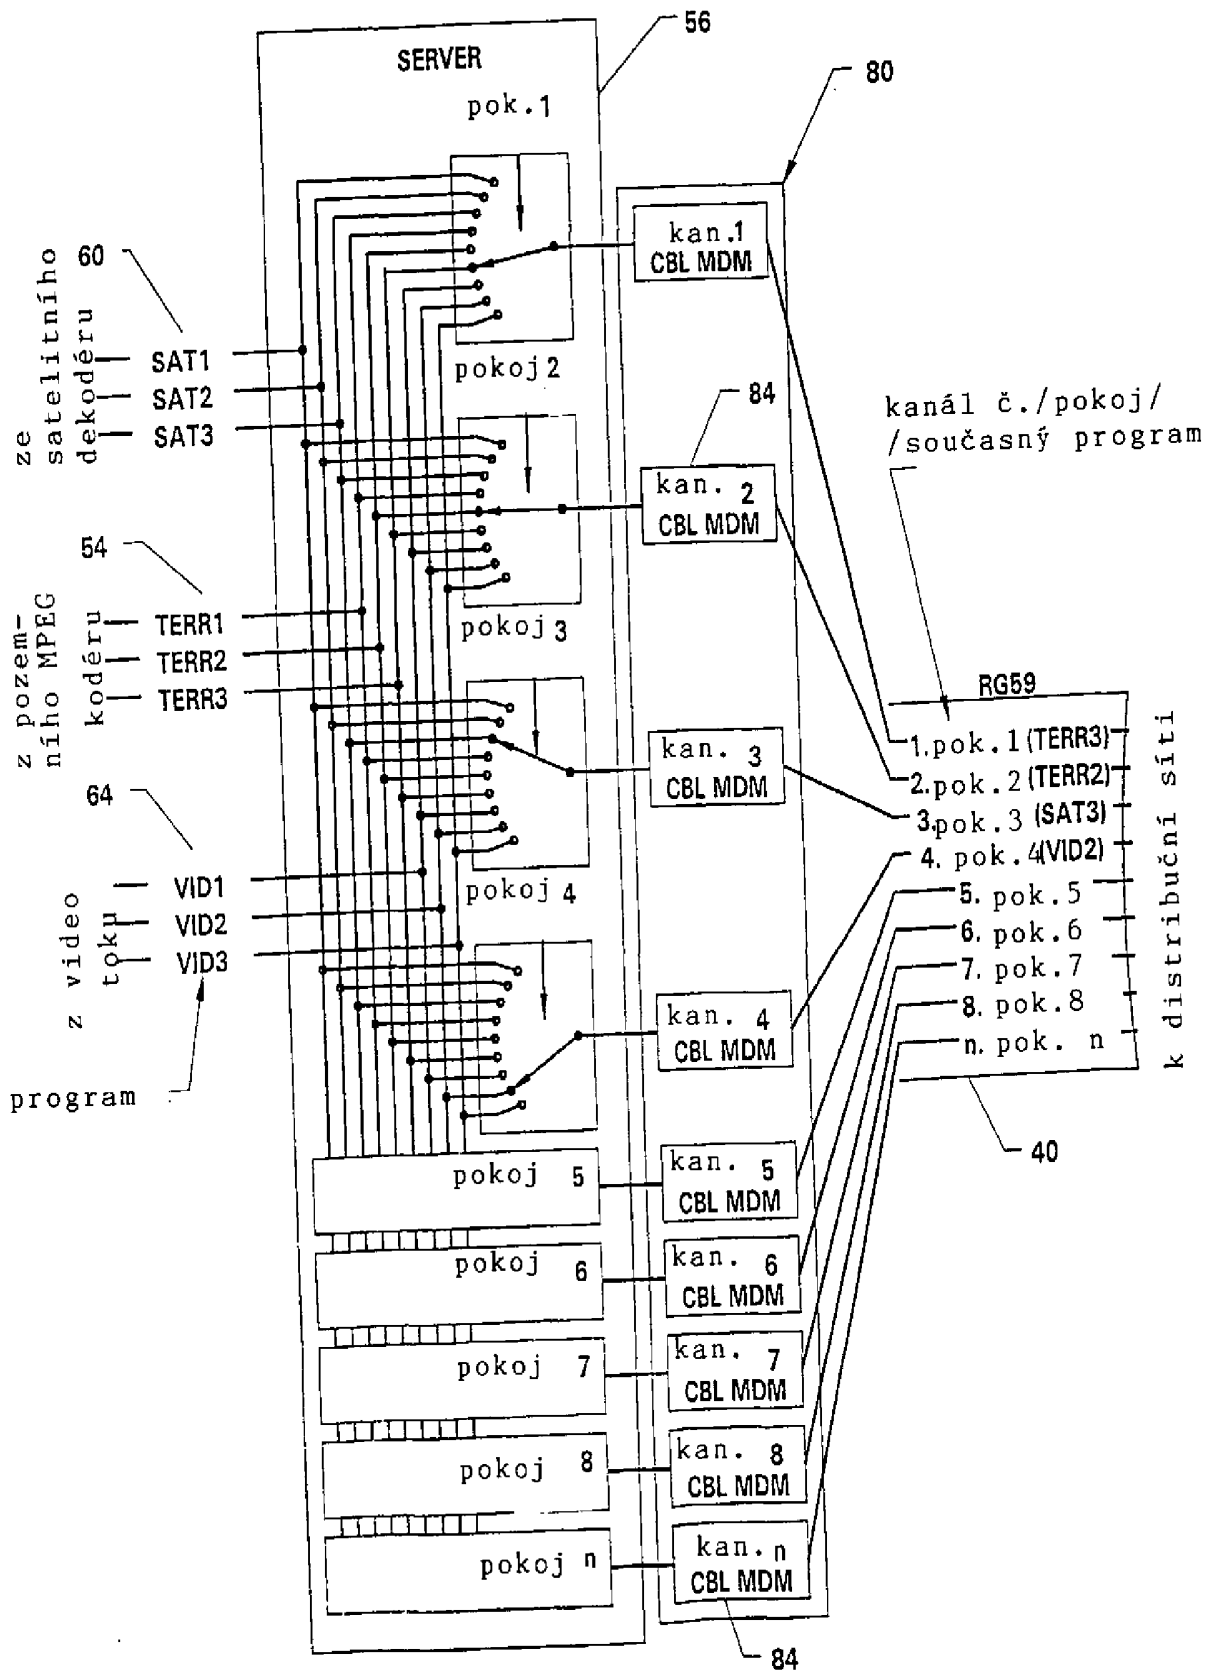 56
SERVER
80
pok.1
kan.1
CBL MDM
60
ze
satelitního
dekodéru
SAT1
SAT2
SAT3
pokoj 2
84
kanál č./pokoj/
/současný program
kan. 2
CBL MDM
54
z pozem-
ního MPEG
kodéru
TERR1
TERR2
TERR3
pokoj 3
RG59
kan. 3
CBL MDM
1. pok.1 (TERR3)
2. pok.2 (TERR2)
3. pok.3 (SAT3)
4. pok.4 (VID2)
5. pok.5
6. pok.6
7. pok.7
8. pok.8
n. pok. n
k distribuční síti
40
64
z video
toku
VID1
VID2
VID3
program
pokoj 4
kan. 4
CBL MDM
pokoj 5
kan. 5
CBL MDM
pokoj 6
kan. 6
CBL MDM
pokoj 7
kan. 7
CBL MDM
pokoj 8
kan. 8
CBL MDM
pokoj n
kan. n
CBL MDM
84